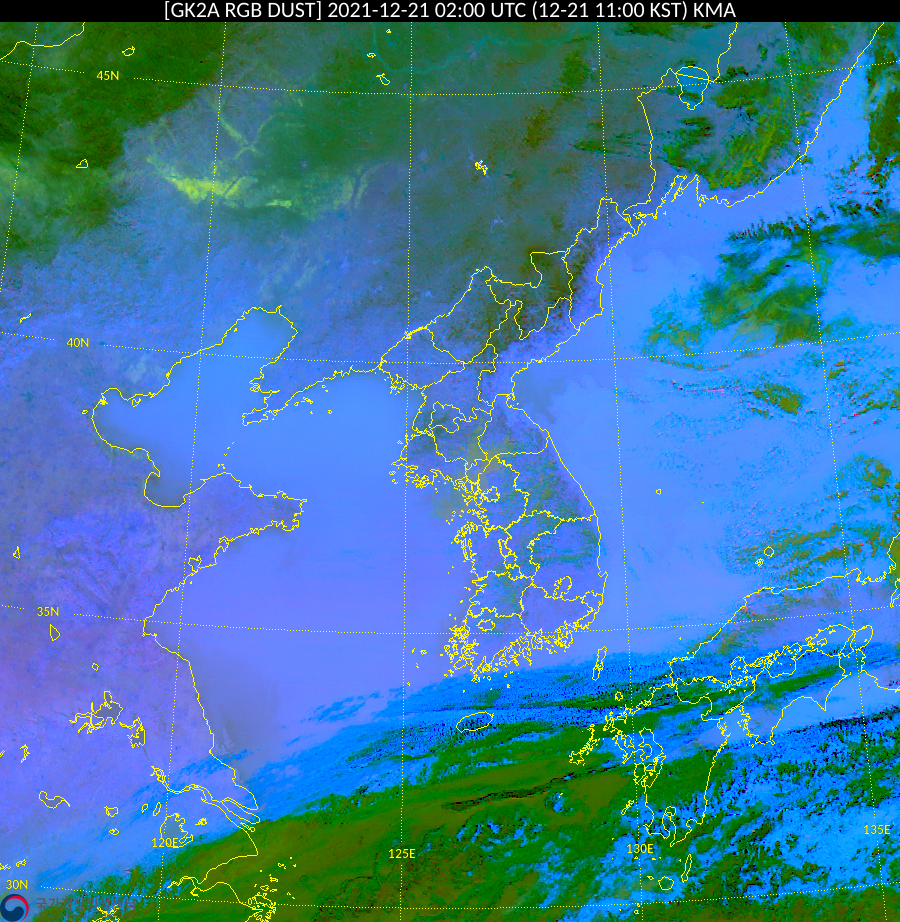 [GK2A RGB DUST] 2021-12-21 02:00 UTC (12-21 11:00 KST) KMA
45N
40N
35N
120E
125E
130E
135E
30N